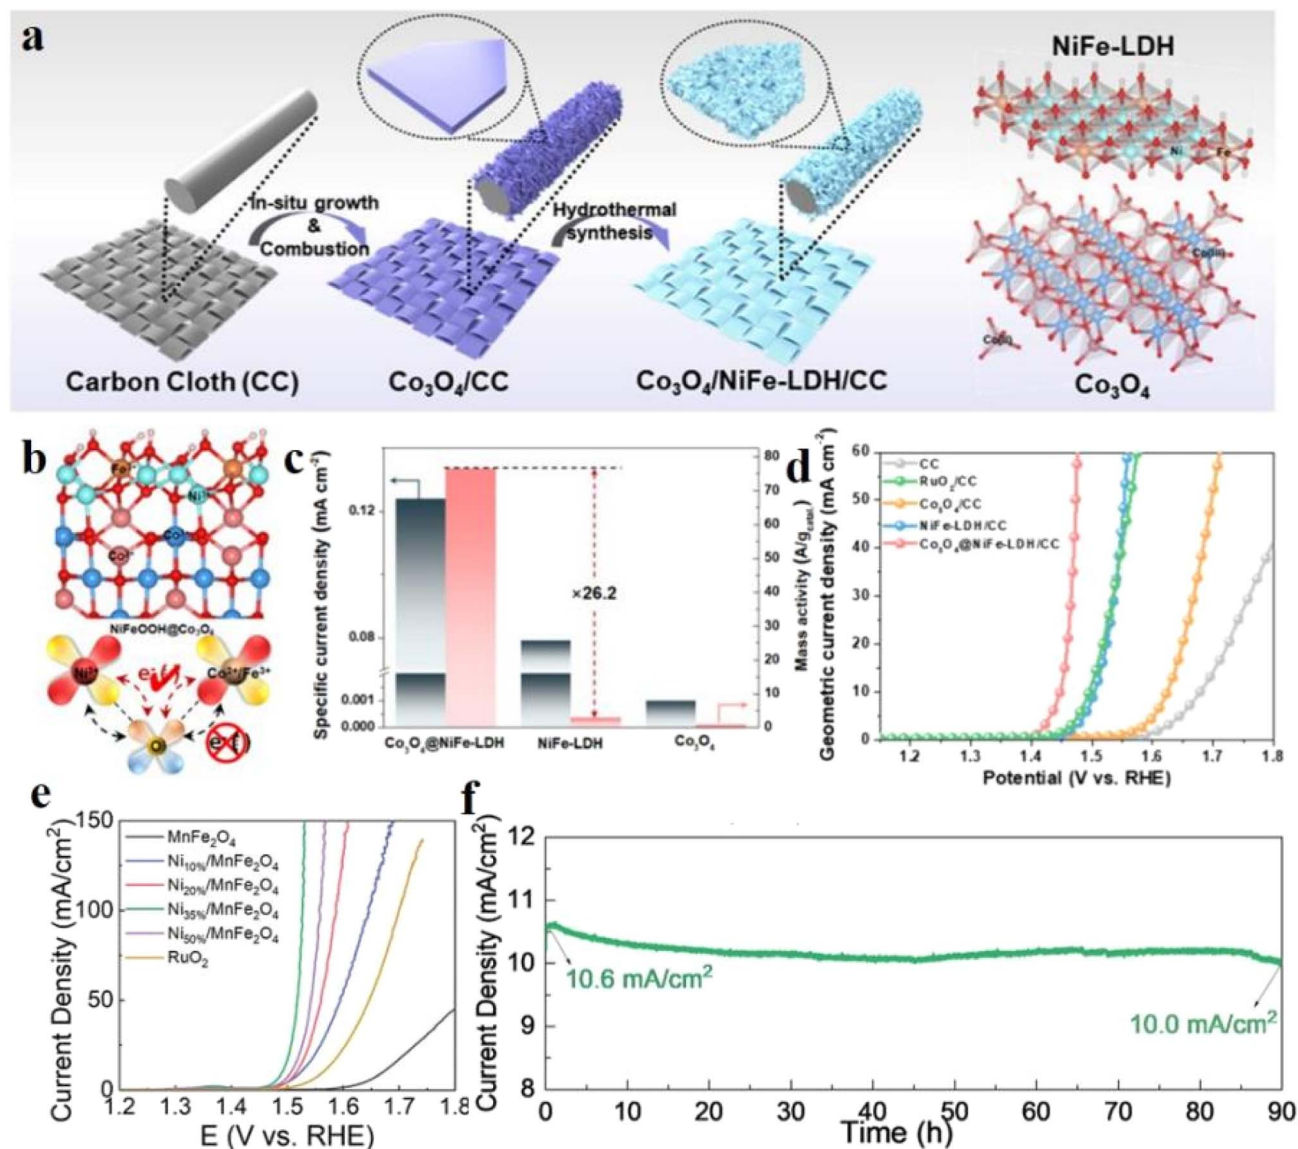 a
NiFe-LDH
Ni
Fe
In-situ growth
&
Combustion
Hydrothermal
synthesis
Co(III)
Co(II)
Carbon Cloth (CC)
Co₃O₄/CC
Co₃O₄/NiFe-LDH/CC
Co₃O₄
b
NiFeOOH@Co₃O₄
O
c
Specific current density (mA cm⁻²)
0.12
0.08
0.001
0.000
×26.2
80
70
60
50
40
30
20
10
0
Mass activity (A/g_catal.)
Co₃O₄@NiFe-LDH
NiFe-LDH
Co₃O₄
d
Geometric current density (mA cm⁻²)
60
50
40
30
20
10
0
CC
RuO₂/CC
Co₃O₄/CC
NiFe-LDH/CC
Co₃O₄@NiFe-LDH/CC
1.2
1.3
1.4
1.5
1.6
1.7
1.8
Potential (V vs. RHE)
e
Current Density (mA/cm²)
150
100
50
0
MnFe₂O₄
Ni₁₀%/MnFe₂O₄
Ni₂₀%/MnFe₂O₄
Ni₃₅%/MnFe₂O₄
Ni₅₀%/MnFe₂O₄
RuO₂
1.2
1.3
1.4
1.5
1.6
1.7
1.8
E (V vs. RHE)
f
Current Density (mA/cm²)
12
11
10
9
8
10.6 mA/cm²
10.0 mA/cm²
0
10
20
30
40
50
60
70
80
90
Time (h)